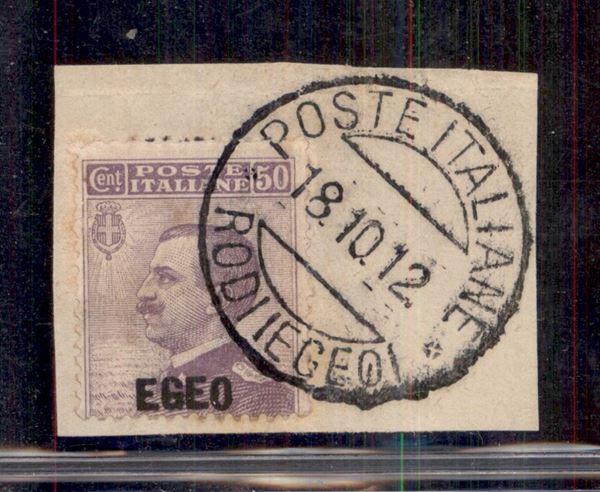 Cent POSTE ITALIANE 50
EGEO
POSTE ITALIANE
18.10.12
RODI (EGEO)